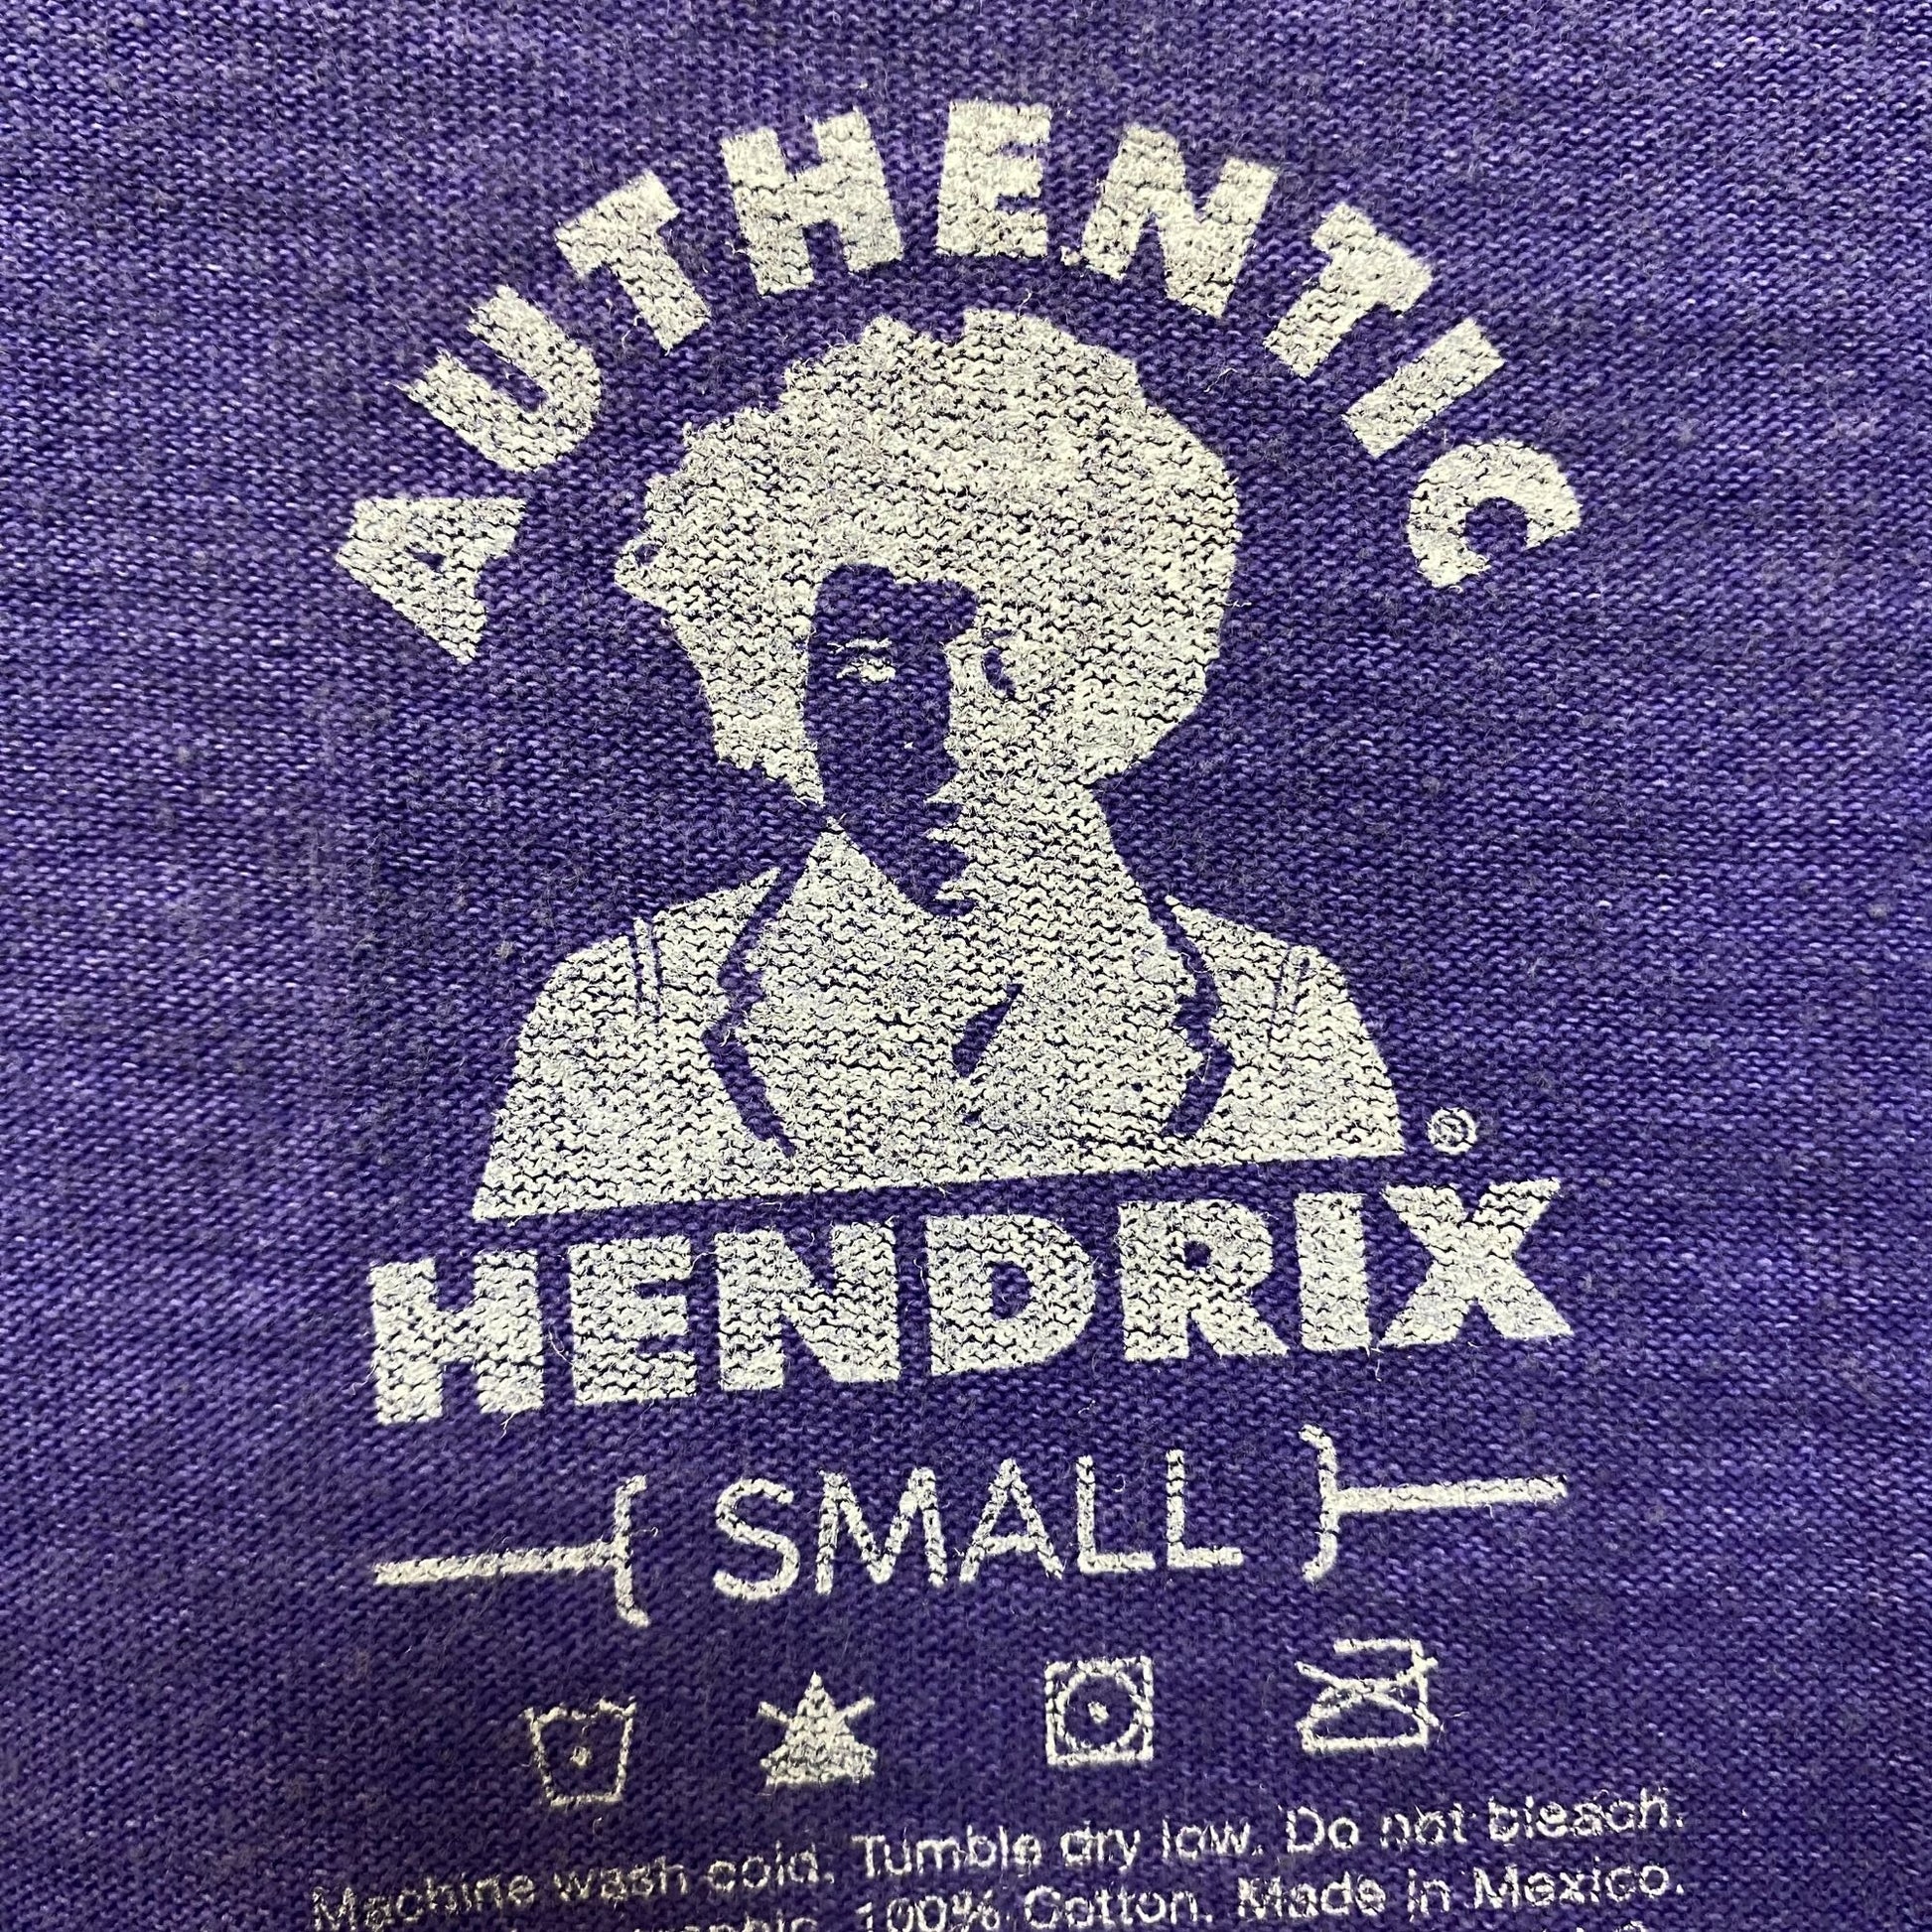 AUTHENTIC
®
HENDRIX
{ SMALL }
Machine wash cold. Tumble dry low. Do not bleach.
100% Cotton. Made in Mexico.